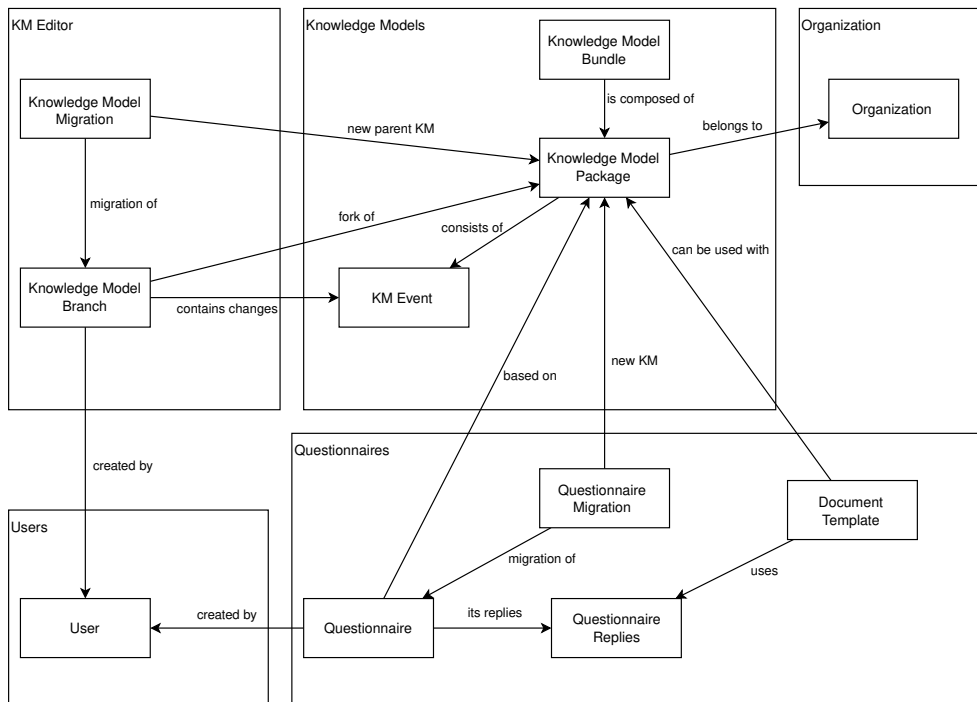 KM Editor
Knowledge Models
Organization
Knowledge Model
Bundle
Knowledge Model
Migration
is composed of
Organization
new parent KM
belongs to
Knowledge Model
Package
migration of
fork of
consists of
can be used with
Knowledge Model
Branch
contains changes
KM Event
based on
new KM
created by
Questionnaires
Questionnaire
Migration
Document
Template
Users
migration of
uses
created by
its replies
User
Questionnaire
Questionnaire
Replies